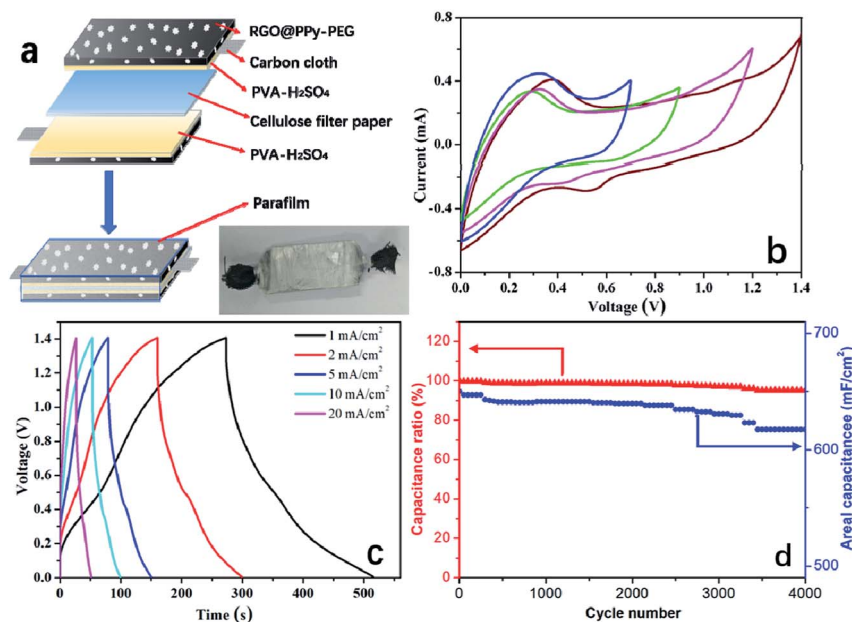 a
RGO@PPy-PEG
Carbon cloth
PVA-H₂SO₄
Cellulose filter paper
PVA-H₂SO₄
Parafilm
0.8
0.4
0.0
0.4
-0.8
Current (mA)
0.0 0.2 0.4 0.6 0.8 1.0 1.2 1.4
Voltage (V)
b
1.4
1.2
1.0
0.8
0.6
0.4
0.2
0.0
Voltage (V)
0 100 200 300 400 500
Time (s)
1 mA/cm²
2 mA/cm²
5 mA/cm²
10 mA/cm²
20 mA/cm²
c
120
100
80
60
40
20
0
Capacitance ratio (%)
0 1000 2000 3000 4000
Cycle number
700
600
500
Areal capacitancee (mF/cm²)
d